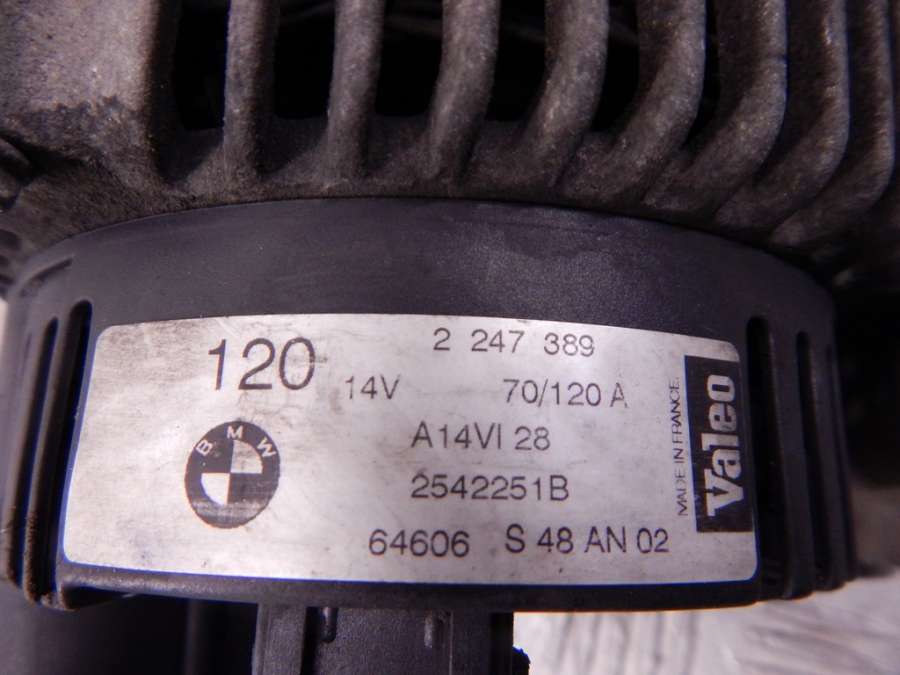 120
2 247 389
14V 70/120 A
BMW
A14VI 28
2542251B
64606 S 48 AN 02
MADE IN FRANCE
Valeo